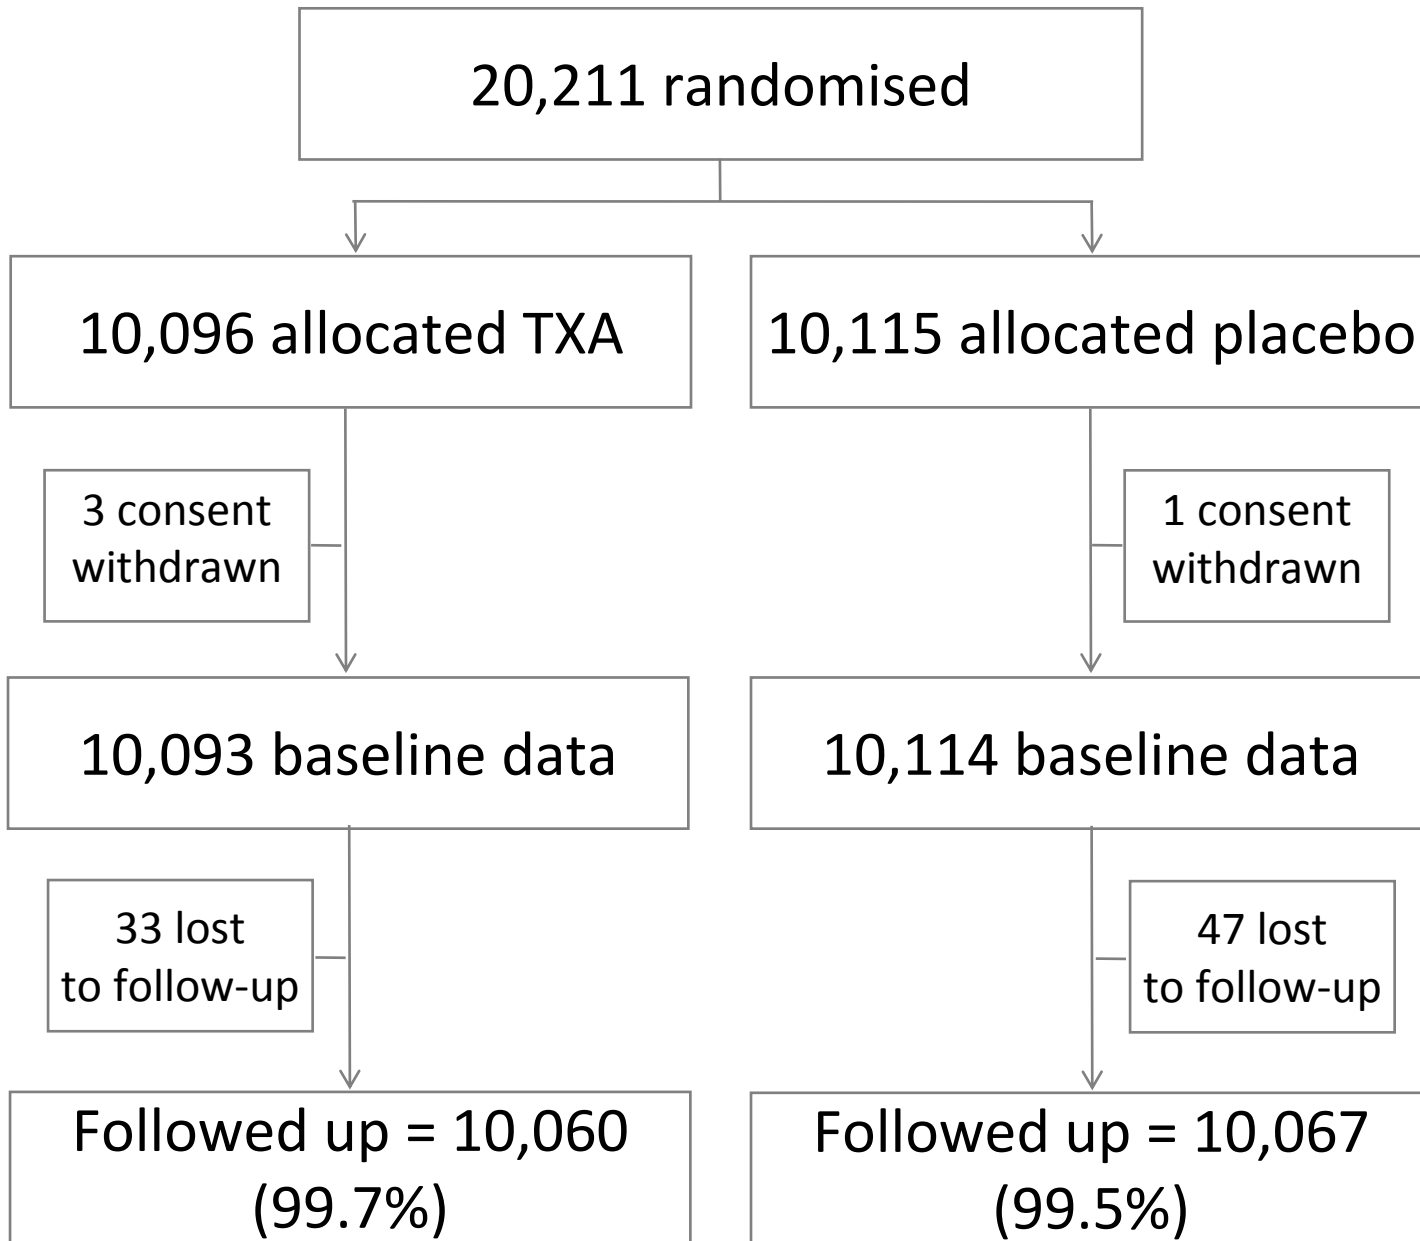 20,211 randomised
10,096 allocated TXA
10,115 allocated placebo
3 consent
withdrawn
1 consent
withdrawn
10,093 baseline data
10,114 baseline data
33 lost
to follow-up
47 lost
to follow-up
Followed up = 10,060
(99.7%)
Followed up = 10,067
(99.5%)